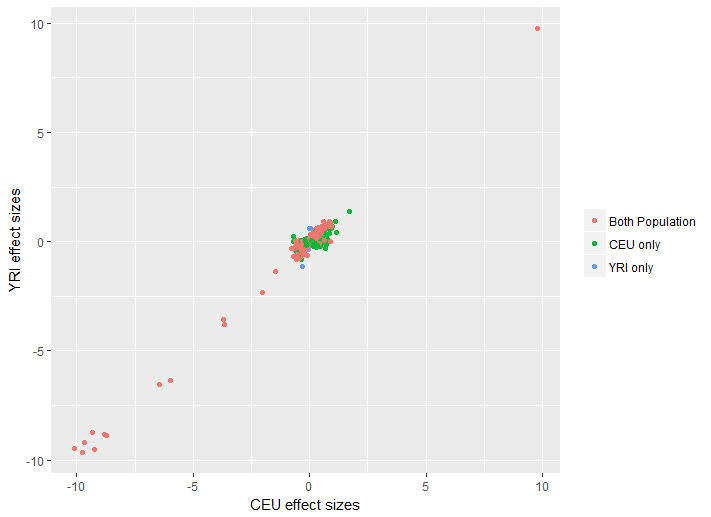 10
5
0
-5
-10
YRI effect sizes
-10
-5
0
5
10
CEU effect sizes
Both Population
CEU only
YRI only